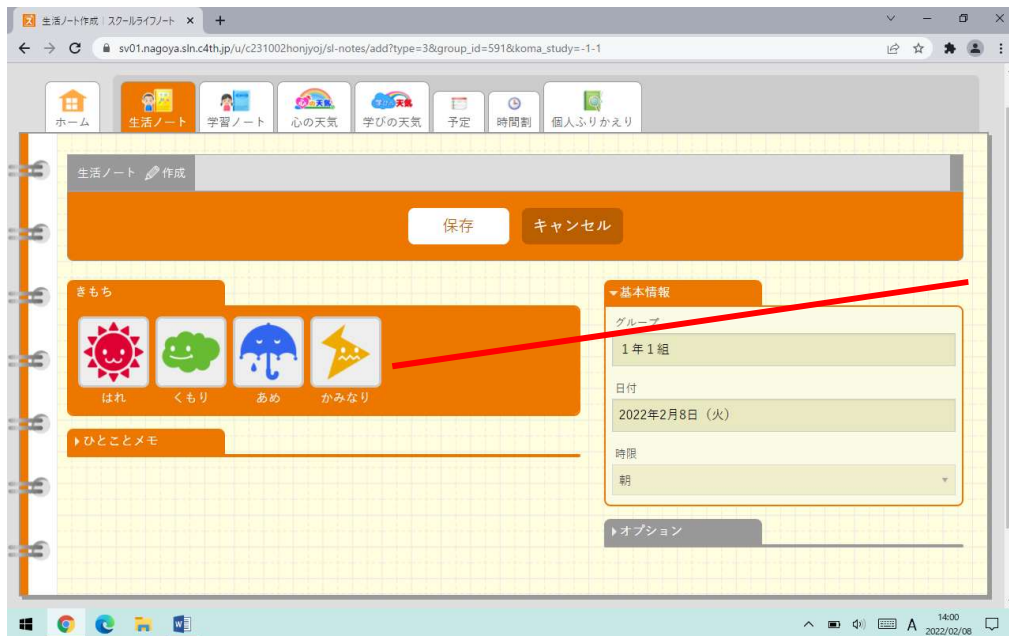 生活ノート作成 | スクールライフノート
sv01.nagoya.sln.c4th.jp/u/c231002honjyoj/sl-notes/add?type=3&group_id=591&koma_study=-1-1
ホーム
生活ノート
学習ノート
心の天気
学びの天気
予定
時間割
個人ふりかえり
生活ノート 作成
保存
キャンセル
きもち
はれ
くもり
あめ
かみなり
ひとことメモ
基本情報
グループ
1年1組
日付
2022年2月8日(火)
時限
朝
オプション
A
14:00
2022/02/08